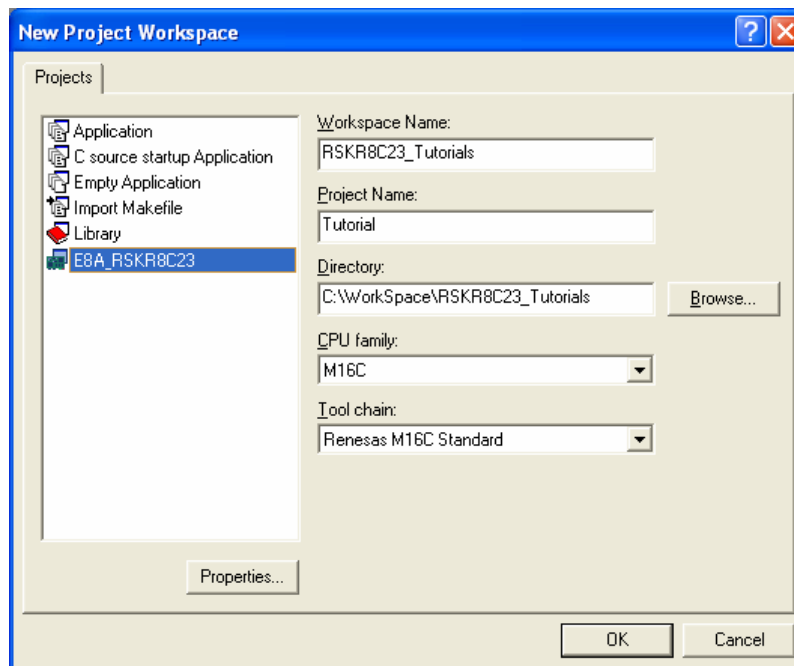 New Project Workspace
Projects
Application
C source startup Application
Empty Application
Import Makefile
Library
E8A_RSKR8C23
Properties...
Workspace Name:
RSKR8C23_Tutorials
Project Name:
Tutorial
Directory:
C:\WorkSpace\RSKR8C23_Tutorials
Browse...
CPU family:
M16C
Tool chain:
Renesas M16C Standard
OK
Cancel